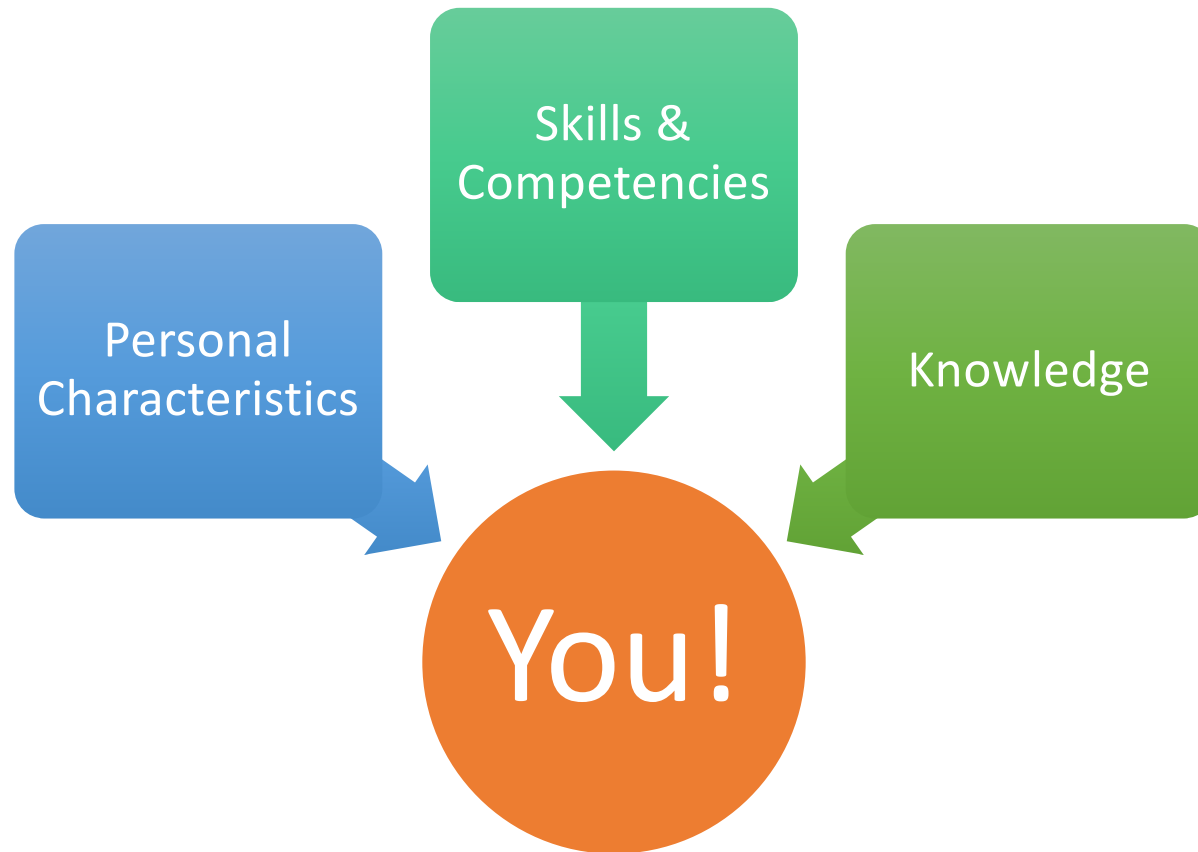 Skills &
Competencies
Personal
Characteristics
Knowledge
You!